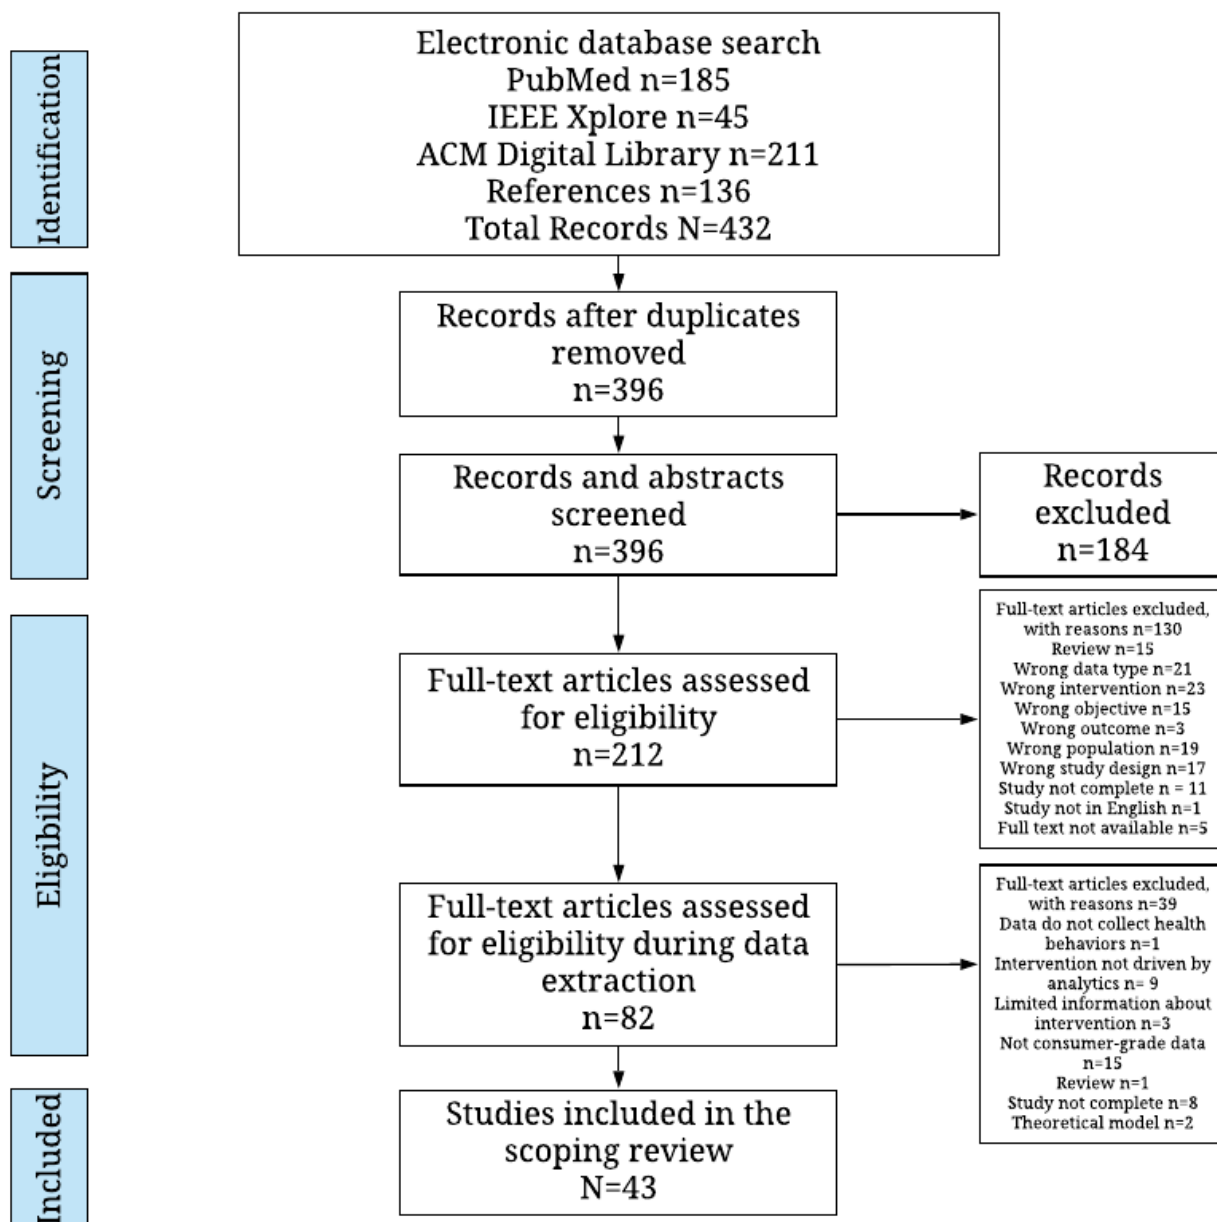 Identification
Electronic database search
PubMed n=185
IEEE Xplore n=45
ACM Digital Library n=211
References n=136
Total Records N=432
Screening
Records after duplicates
removed
n=396
Records and abstracts
screened
n=396
Records
excluded
n=184
Eligibility
Full-text articles assessed
for eligibility
n=212
Full-text articles excluded,
with reasons n=130
Review n=15
Wrong data type n=21
Wrong intervention n=23
Wrong objective n=15
Wrong outcome n=3
Wrong population n=19
Wrong study design n=17
Study not complete n = 11
Study not in English n=1
Full text not available n=5
Full-text articles assessed
for eligibility during data
extraction
n=82
Full-text articles excluded,
with reasons n=39
Data do not collect health
behaviors n=1
Intervention not driven by
analytics n= 9
Limited information about
intervention n=3
Not consumer-grade data
n=15
Review n=1
Study not complete n=8
Theoretical model n=2
Included
Studies included in the
scoping review
N=43